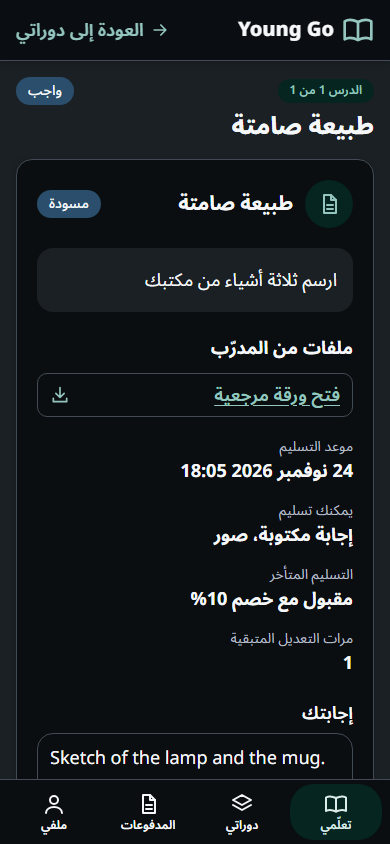 Young Go
العودة إلى دوراتي
الدرس 1 من 1
واجب
طبيعة صامتة
طبيعة صامتة
مسودة
ارسم ثلاثة أشياء من مكتبك
ملفات من المدرّب
فتح ورقة مرجعية
موعد التسليم
24 نوفمبر 2026 18:05
يمكنك تسليم
إجابة مكتوبة، صور
التسليم المتأخر
مقبول مع خصم 10%
مرات التعديل المتبقية
1
إجابتك
Sketch of the lamp and the mug.
تعلّمي
دوراتي
المدفوعات
ملفي